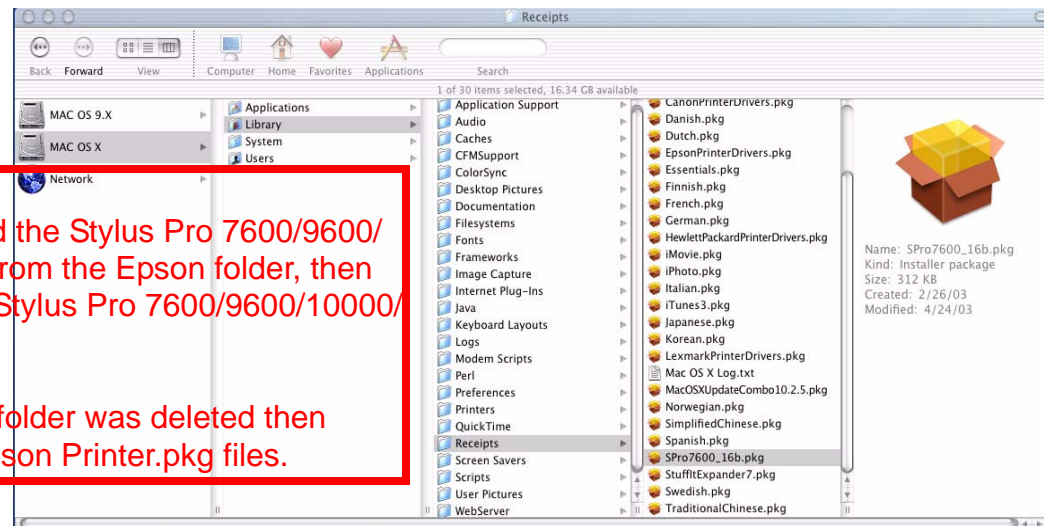 Receipts
Back Forward View Computer Home Favorites Applications Search
1 of 30 items selected, 16.34 GB available
MAC OS 9.X
MAC OS X
Network
Applications
Library
System
Users
Application Support
Audio
Caches
CFMSupport
ColorSync
Desktop Pictures
Documentation
Filesystems
Fonts
Frameworks
Image Capture
Internet Plug-Ins
Java
Keyboard Layouts
Logs
Modem Scripts
Perl
Preferences
Printers
QuickTime
Receipts
Screen Savers
Scripts
User Pictures
WebServer
CanonPrinterDrivers.pkg
Danish.pkg
Dutch.pkg
EpsonPrinterDrivers.pkg
Essentials.pkg
Finnish.pkg
French.pkg
German.pkg
HewlettPackardPrinterDrivers.pkg
iMovie.pkg
iPhoto.pkg
Italian.pkg
iTunes3.pkg
Japanese.pkg
Korean.pkg
LexmarkPrinterDrivers.pkg
Mac OS X Log.txt
MacOSXUpdateCombo10.2.5.pkg
Norwegian.pkg
SimplifiedChinese.pkg
Spanish.pkg
SPro7600_16b.pkg
StuffItExpander7.pkg
Swedish.pkg
TraditionalChinese.pkg
Name: SPro7600_16b.pkg
Kind: Installer package
Size: 312 KB
Created: 2/26/03
Modified: 4/24/03
the Stylus Pro 7600/9600/
from the Epson folder, then
Stylus Pro 7600/9600/10000/
folder was deleted then
son Printer.pkg files.